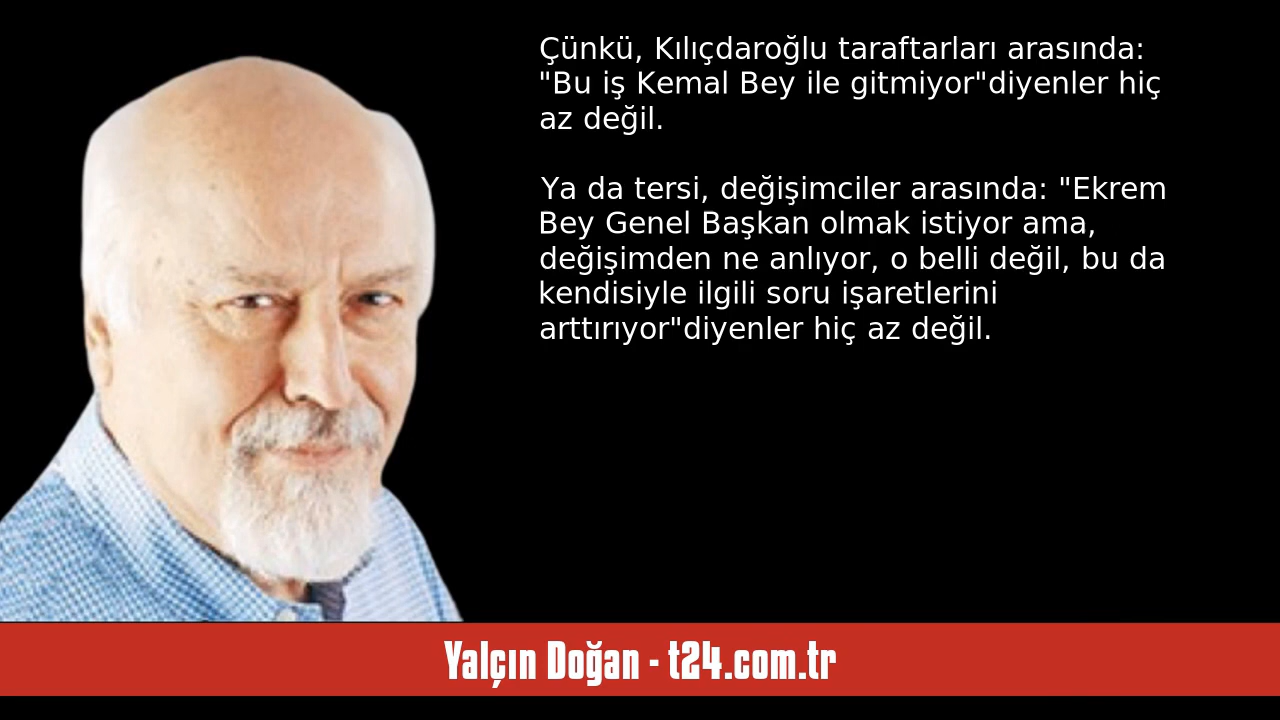 Çünkü, Kılıçdaroğlu taraftarları arasında:
"Bu iş Kemal Bey ile gitmiyor"diyenler hiç
az değil.
Ya da tersi, değişimciler arasında: "Ekrem
Bey Genel Başkan olmak istiyor ama,
değişimden ne anlıyor, o belli değil, bu da
kendisiyle ilgili soru işaretlerini
arttırıyor"diyenler hiç az değil.
Yalçın Doğan - t24.com.tr